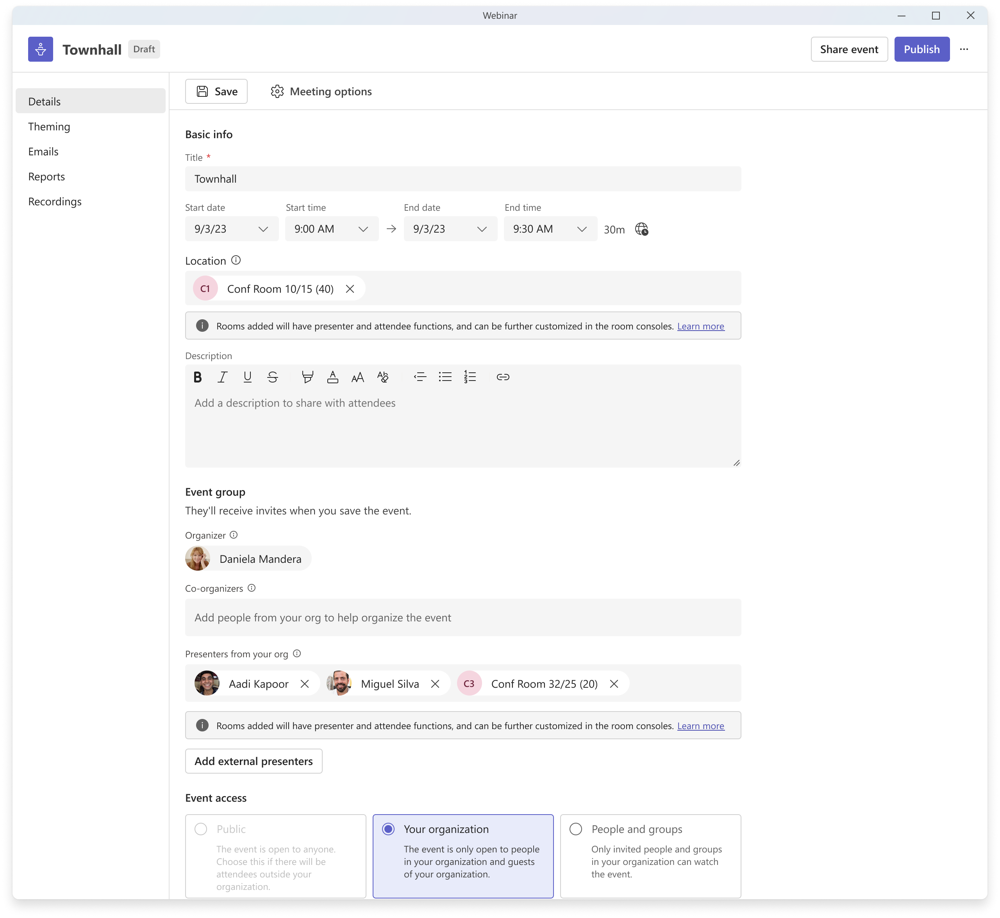 Webinar
Townhall Draft Share event Publish
Details
Theming
Emails
Reports
Recordings
Save Meeting options
Basic info
Title *
Townhall
Start date Start time End date End time
9/3/23 9:00 AM 9/3/23 9:30 AM 30m
Location
C1 Conf Room 10/15 (40)
Rooms added will have presenter and attendee functions, and can be further customized in the room consoles. Learn more
Description
Add a description to share with attendees
Event group
They'll receive invites when you save the event.
Organizer
Daniela Mandera
Co-organizers
Add people from your org to help organize the event
Presenters from your org
Aadi Kapoor Miguel Silva C3 Conf Room 32/25 (20)
Rooms added will have presenter and attendee functions, and can be further customized in the room consoles. Learn more
Add external presenters
Event access
Public
The event is open to anyone.
Choose this if there will be
attendees outside your
organization.
Your organization
The event is only open to people
in your organization and guests
of your organization.
People and groups
Only invited people and groups
in your organization can watch
the event.